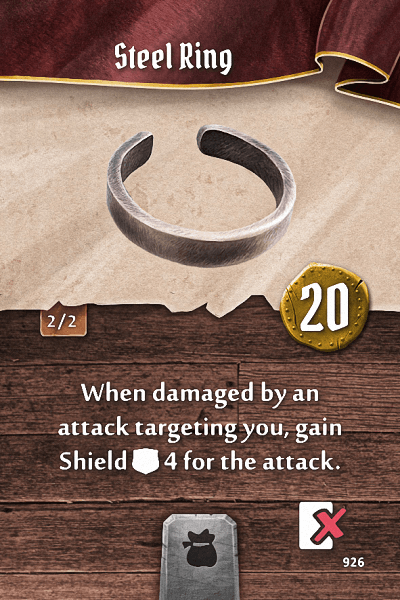 Steel Ring
2/2
20
When damaged by an
attack targeting you, gain
Shield 4 for the attack.
926